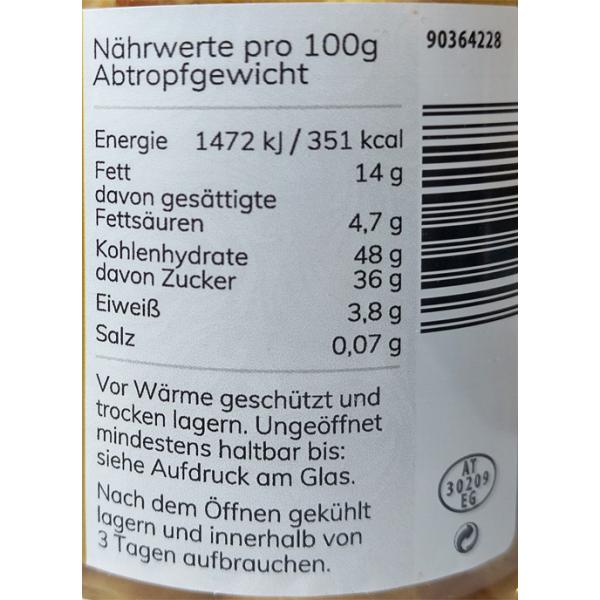 Nährwerte pro 100g
Abtropfgewicht
90364228
Energie 1472 kJ / 351 kcal
Fett 14 g
davon gesättigte
Fettsäuren 4,7 g
Kohlenhydrate 48 g
davon Zucker 36 g
Eiweiß 3,8 g
Salz 0,07 g
Vor Wärme geschützt und
trocken lagern. Ungeöffnet
mindestens haltbar bis:
siehe Aufdruck am Glas.
Nach dem Öffnen gekühlt
lagern und innerhalb von
3 Tagen aufbrauchen.
AT
30209
EG